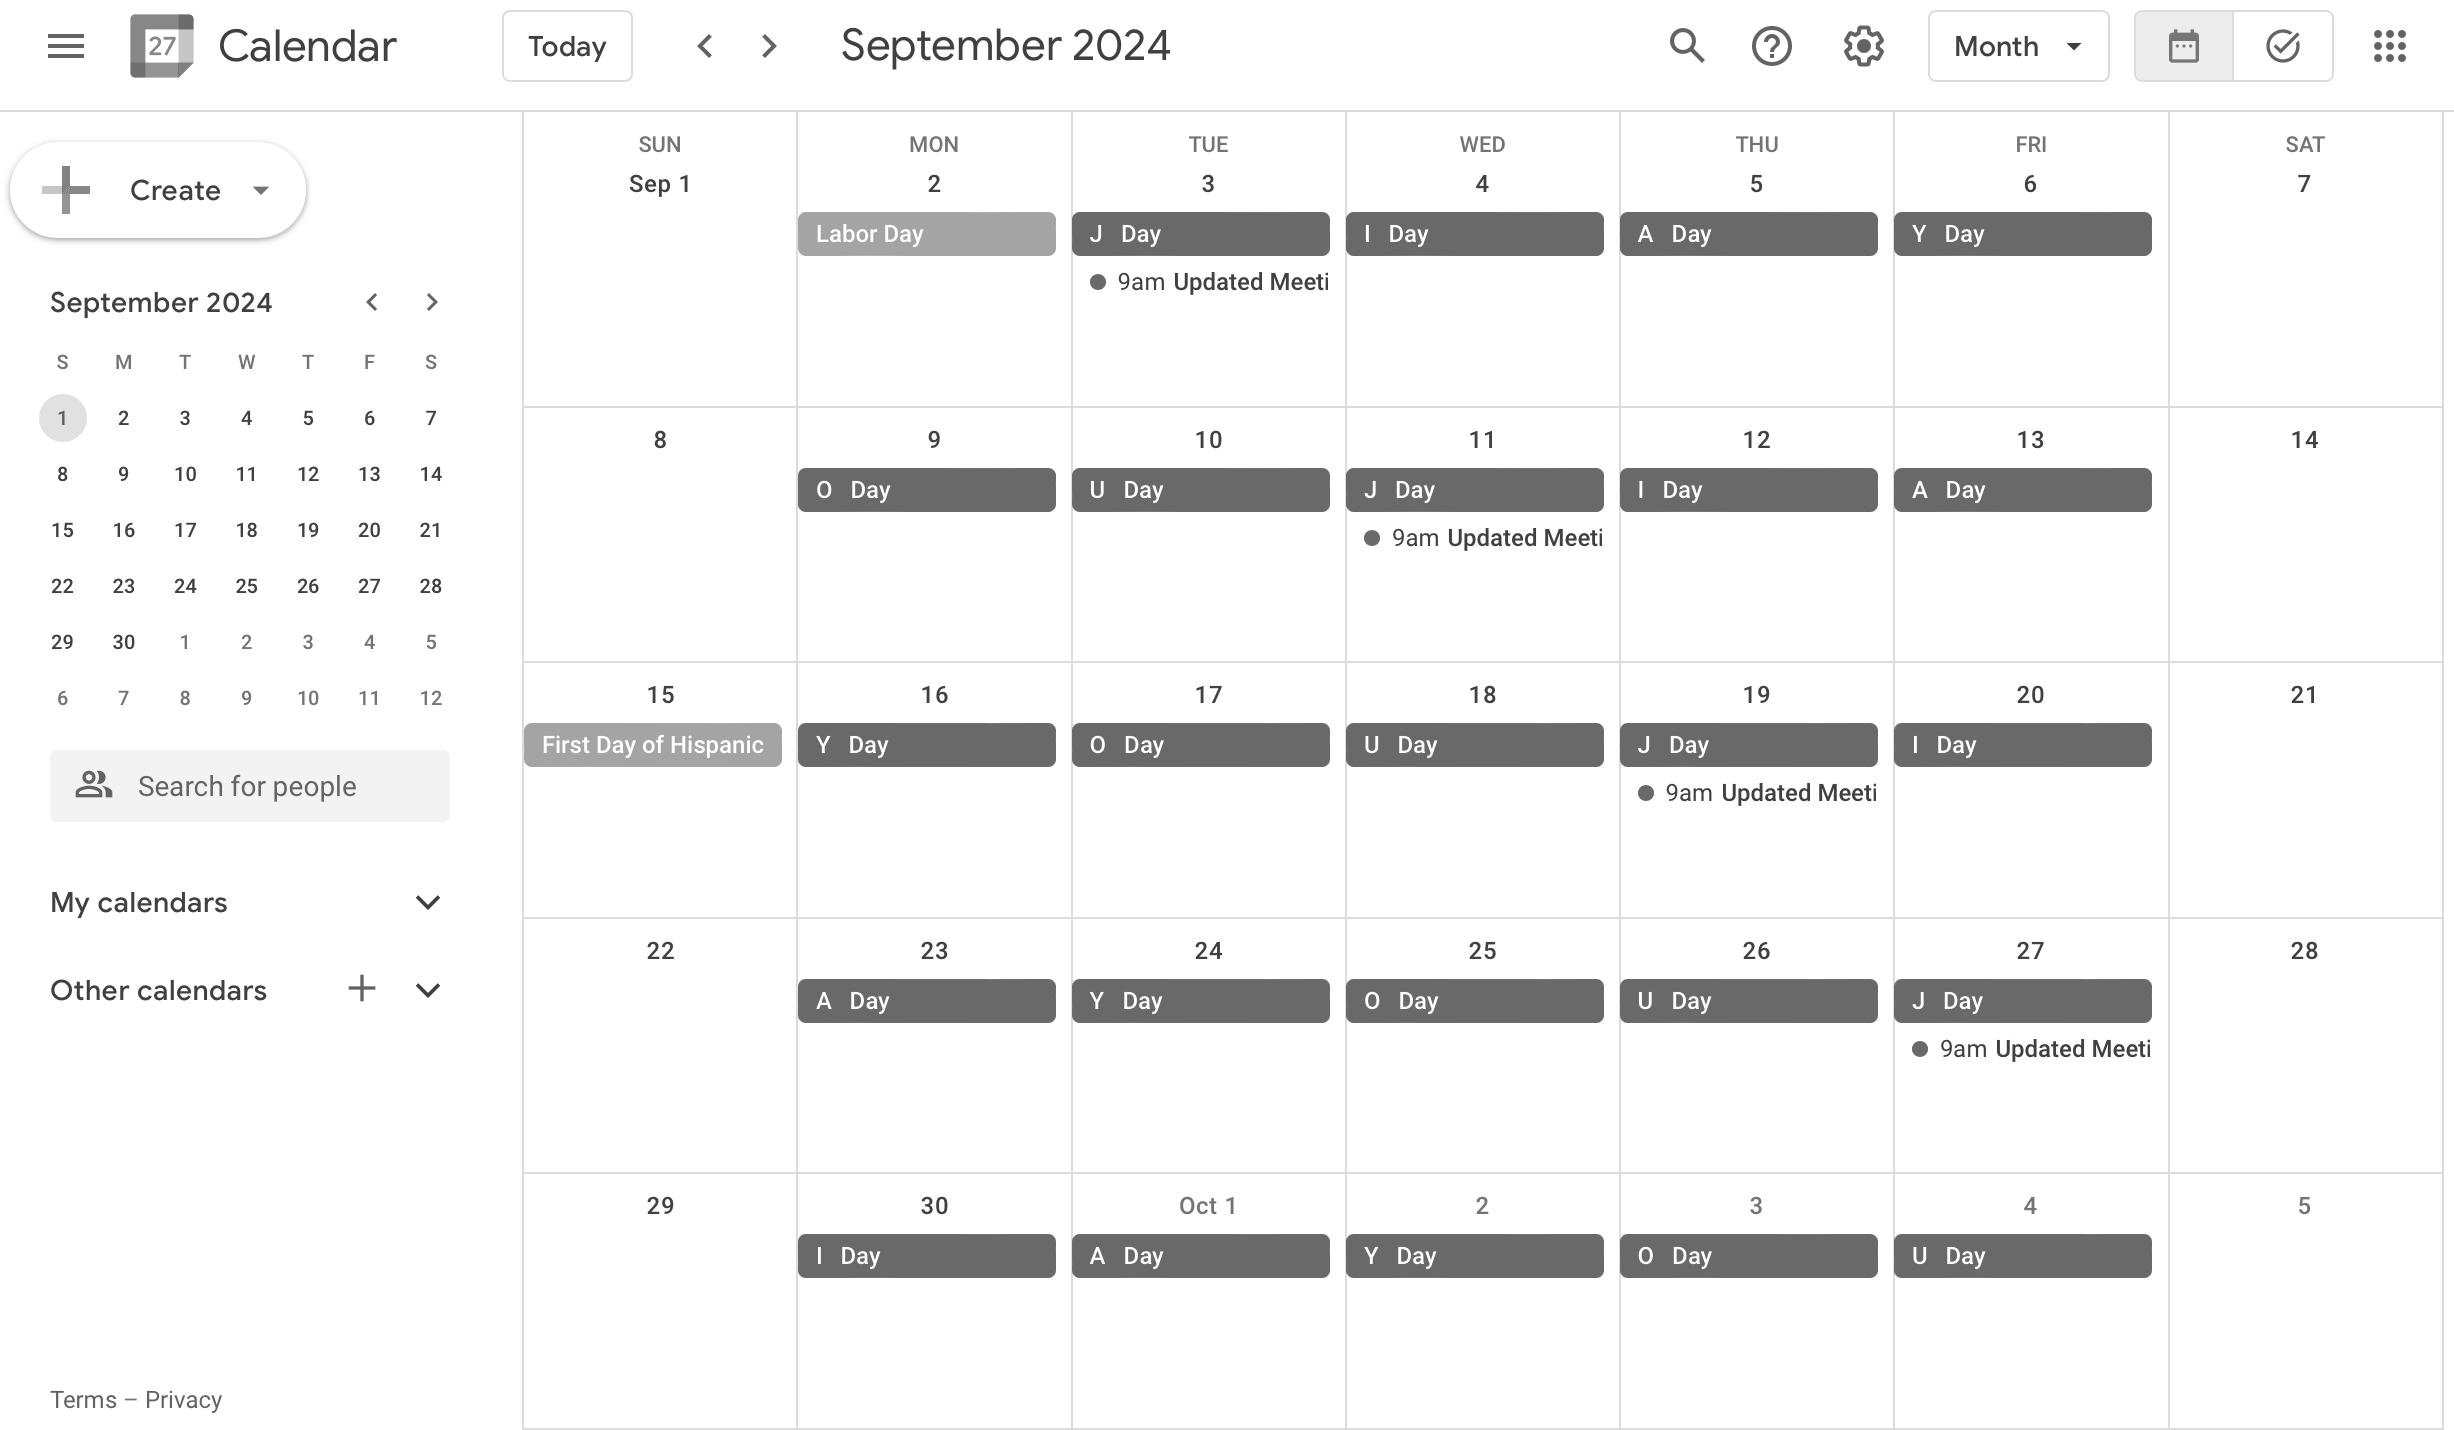 27 Calendar Today September 2024 Month
Create
September 2024
S M T W T F S
1 2 3 4 5 6 7
8 9 10 11 12 13 14
15 16 17 18 19 20 21
22 23 24 25 26 27 28
29 30 1 2 3 4 5
6 7 8 9 10 11 12
Search for people
My calendars
Other calendars
Terms – Privacy
SUN MON TUE WED THU FRI SAT
Sep 1 2 3 4 5 6 7
Labor Day J Day I Day A Day Y Day
9am Updated Meeti
8 9 10 11 12 13 14
O Day U Day J Day I Day A Day
9am Updated Meeti
15 16 17 18 19 20 21
First Day of Hispanic Y Day O Day U Day J Day I Day
9am Updated Meeti
22 23 24 25 26 27 28
A Day Y Day O Day U Day J Day
9am Updated Meeti
29 30 Oct 1 2 3 4 5
I Day A Day Y Day O Day U Day